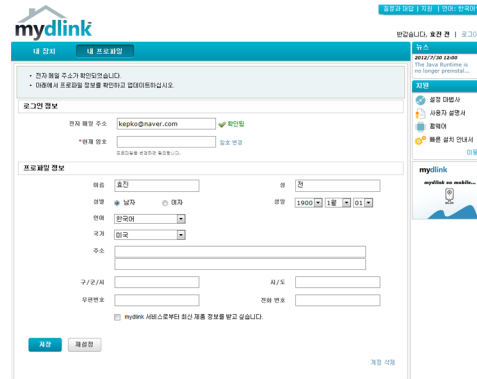 질문과 대답 | 지원 | 언어: 한국어
mydlink
반갑습니다, 효진 전 | 로그
내 장치
내 프로파일
• 전자메일 주소가 확인되었습니다.
• 아래에서 프로파일 정보를 확인하고 업데이트하십시오.
로그인 정보
전자 메일 주소 kepko@naver.com 확인됨
*현재 암호 암호 변경
프로파일을 변경하려면 필요합니다.
프로파일 정보
이름 효진 성 전
성별 남자 여자 생일 1900 1월 01
언어 한국어
국가 미국
주소
구/군/시 시/도
우편번호 전화 번호
mydlink 서비스로부터 최신 제품 정보를 받고 싶습니다.
저장 재설정
계정 삭제
뉴스
2012/7/30 12:00
The Java Runtime is
no longer preinstal...
지원
설정 마법사
사용자 설명서
펌웨어
빠른 설치 안내서
mydlink
mydlink on mobile...